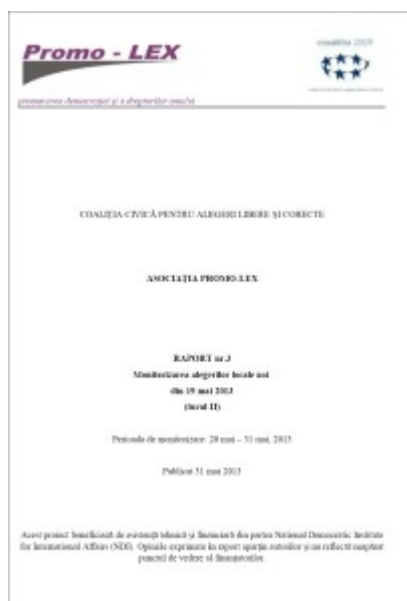 Promo - LEX
promovarea democrației și a drepturilor omului
coaliția 2009
COALIȚIA CIVICĂ PENTRU ALEGERI LIBERE ȘI CORECTE
ASOCIAȚIA PROMO-LEX
RAPORT nr.3
Monitorizarea alegerilor locale noi
din 19 mai 2013
(turul II)
Perioada de monitorizare: 20 mai – 31 mai, 2013
Publicat 31 mai 2013
Acest proiect beneficiază de asistență tehnică și financiară din partea National Democratic Institute
for International Affairs (NDI). Opiniile exprimate în raport aparțin autorilor și nu reflectă neapărat
punctul de vedere al finanțatorilor.